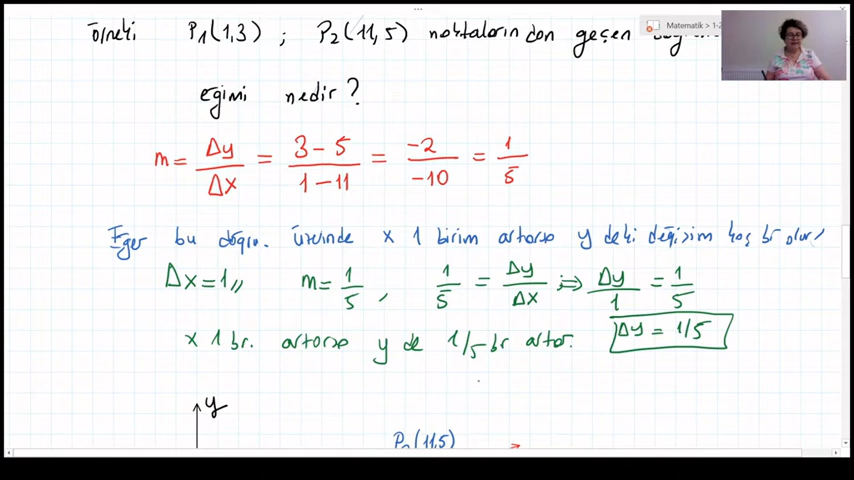 örnek: P₁(1,3) ; P₂(11,5) noktalarından geçen
Matematik > 1-2
eğimi nedir?
m = Δy/Δx = 3-5/1-11 = -2/-10 = 1/5
Eğer bu doğru. üzerinde x 1 birim artarsa y deki değişim kaç br olur,
Δx=1,, m=1/5 , 1/5 = Δy/Δx ⇒ Δy/1 = 1/5
x 1 br. artarsa y de 1/5 br artar. Δy = 1/5
y
P₂(11,5)